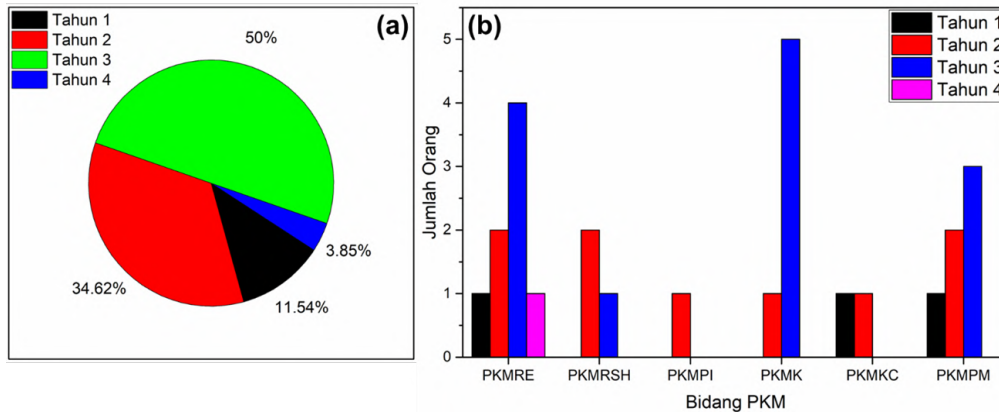 Tahun 1
Tahun 2
Tahun 3
Tahun 4
(a)
50%
34.62%
11.54%
3.85%
(b)
Tahun 1
Tahun 2
Tahun 3
Tahun 4
Jumlah Orang
5
4
3
2
1
0
PKMRE PKMRSH PKMPI PKMK PKMKC PKMPM
Bidang PKM